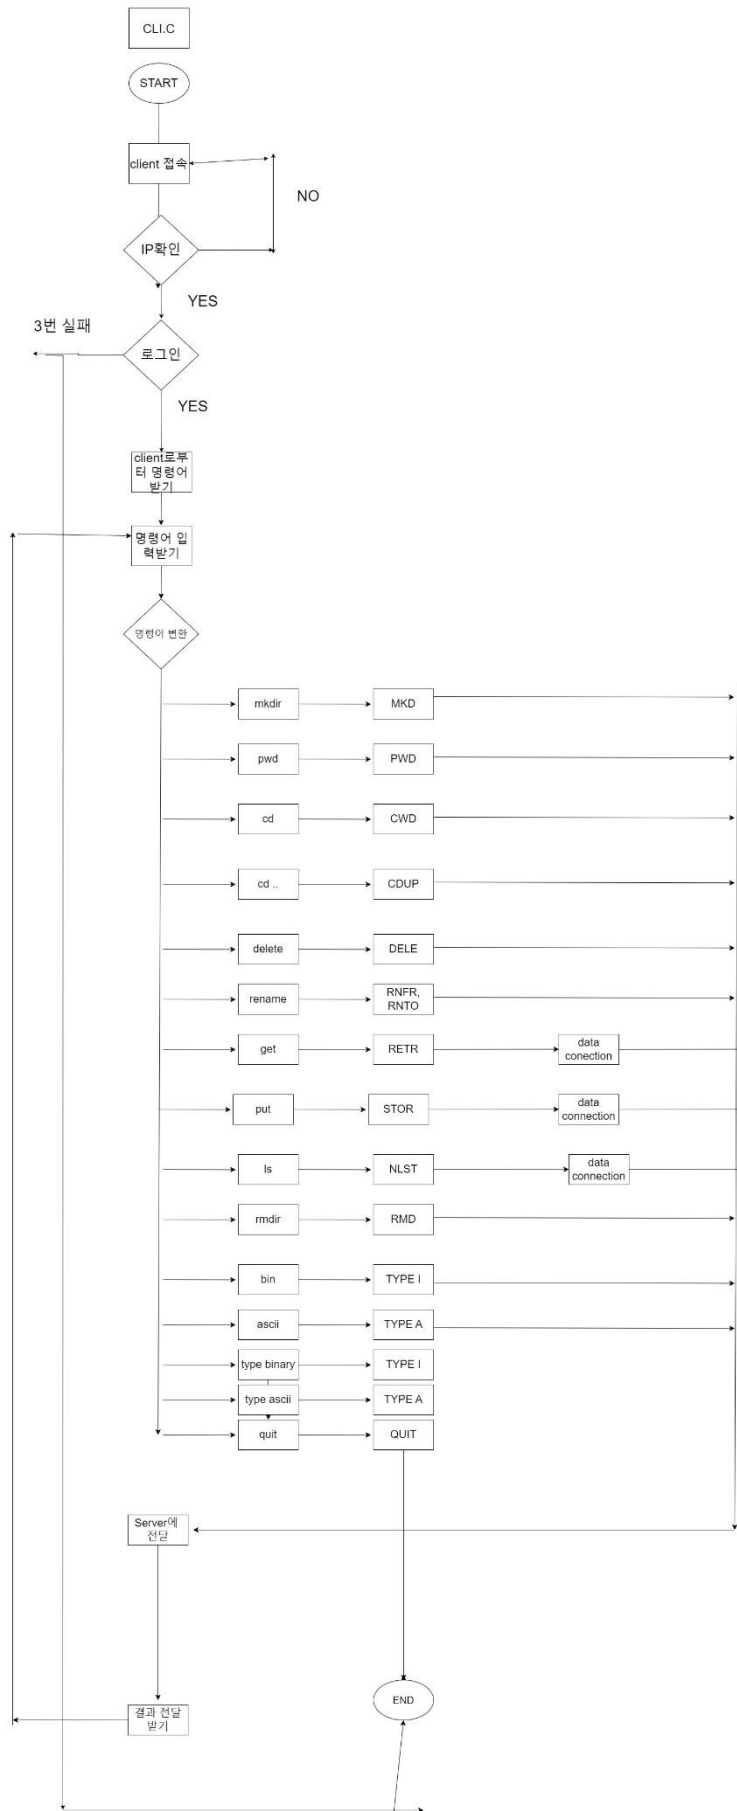 CLI.C
START
client 접속
NO
IP확인
YES
3번 실패
로그인
YES
client로부
터 명령어
받기
명령어 입
력받기
명령어 변환
mkdir
MKD
pwd
PWD
cd
CWD
cd ..
CDUP
delete
DELE
rename
RNFR,
RNTO
get
RETR
data
conection
put
STOR
data
connection
ls
NLST
data
connection
rmdir
RMD
bin
TYPE I
ascii
TYPE A
type binary
TYPE I
type ascii
TYPE A
quit
QUIT
Server에
전달
결과 전달
받기
END